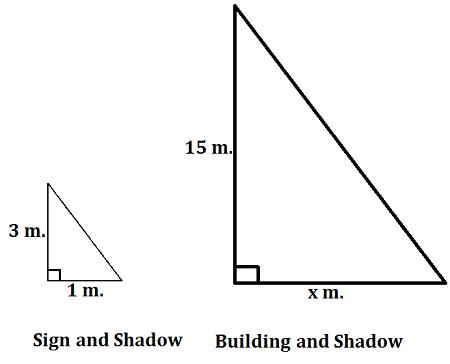 15 m.
3 m.
1 m.
x m.
Sign and Shadow
Building and Shadow